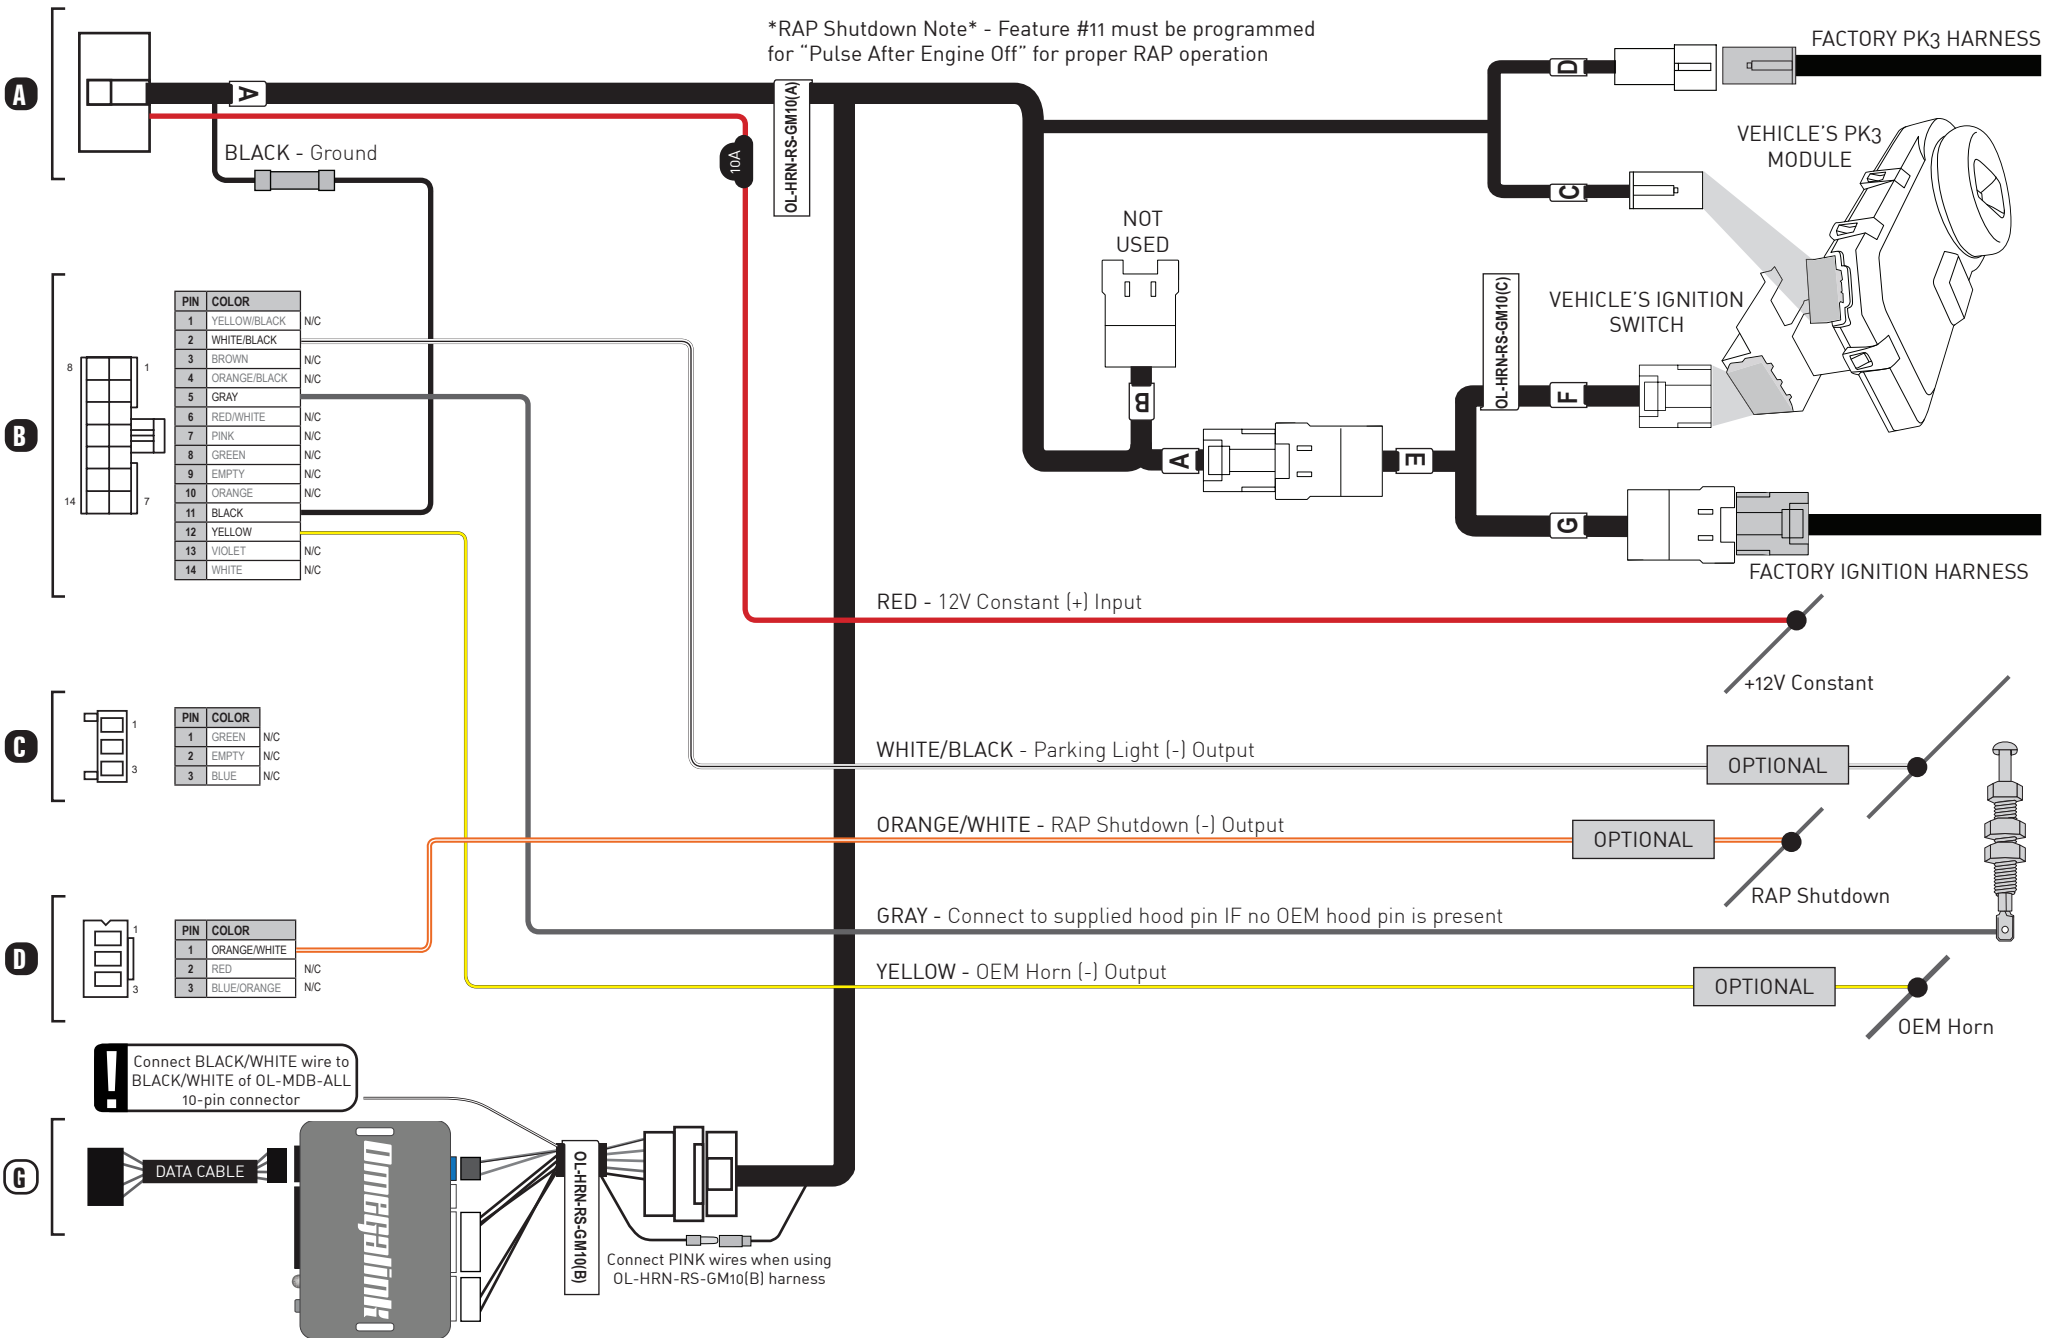 *RAP Shutdown Note* - Feature #11 must be programmed
for “Pulse After Engine Off” for proper RAP operation
FACTORY PK3 HARNESS
A
A
OL-HRN-RS-GM10(A)
10A
BLACK - Ground
D
C
VEHICLE'S PK3
MODULE
NOT
USED
B
A
E
OL-HRN-RS-GM10(C)
F
G
VEHICLE'S IGNITION
SWITCH
FACTORY IGNITION HARNESS
B
8 1
14 7
PIN COLOR
1 YELLOW/BLACK N/C
2 WHITE/BLACK
3 BROWN N/C
4 ORANGE/BLACK N/C
5 GRAY
6 RED/WHITE N/C
7 PINK N/C
8 GREEN N/C
9 EMPTY N/C
10 ORANGE N/C
11 BLACK
12 YELLOW
13 VIOLET N/C
14 WHITE N/C
RED - 12V Constant (+) Input
+12V Constant
C
1
3
PIN COLOR
1 GREEN N/C
2 EMPTY N/C
3 BLUE N/C
WHITE/BLACK - Parking Light (-) Output
OPTIONAL
ORANGE/WHITE - RAP Shutdown (-) Output
OPTIONAL
RAP Shutdown
D
1
3
PIN COLOR
1 ORANGE/WHITE
2 RED N/C
3 BLUE/ORANGE N/C
GRAY - Connect to supplied hood pin IF no OEM hood pin is present
YELLOW - OEM Horn (-) Output
OPTIONAL
OEM Horn
!
Connect BLACK/WHITE wire to
BLACK/WHITE of OL-MDB-ALL
10-pin connector
G
DATA CABLE
Omegalink
OL-HRN-RS-GM10(B)
Connect PINK wires when using
OL-HRN-RS-GM10(B) harness